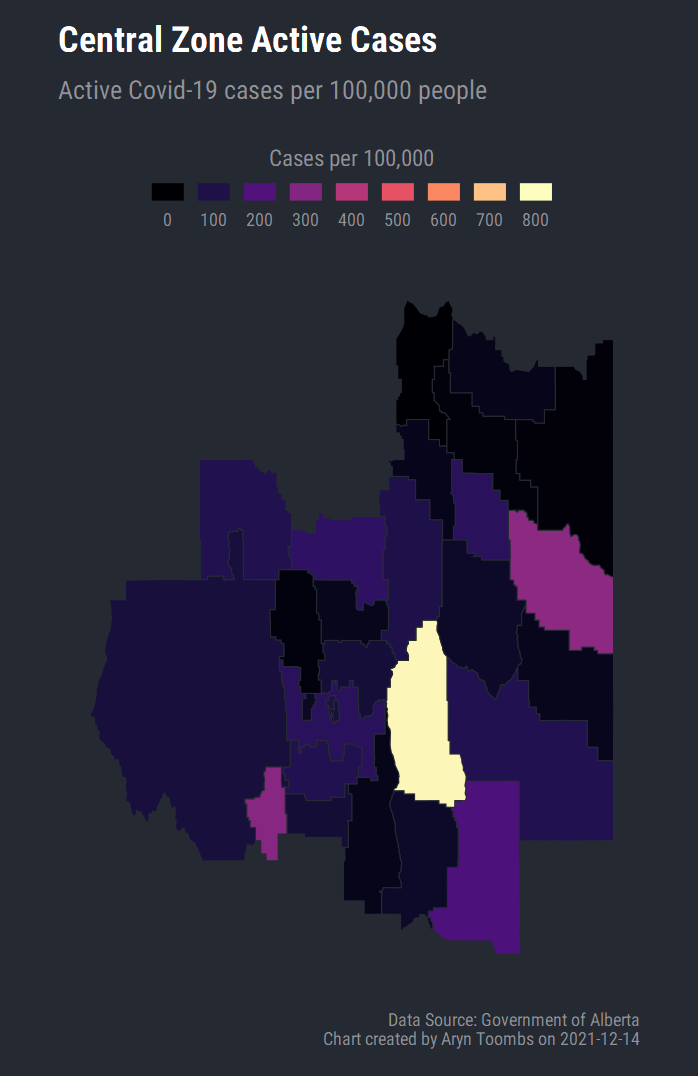 Central Zone Active Cases
Active Covid-19 cases per 100,000 people
Cases per 100,000
0 100 200 300 400 500 600 700 800
Data Source: Government of Alberta
Chart created by Aryn Toombs on 2021-12-14